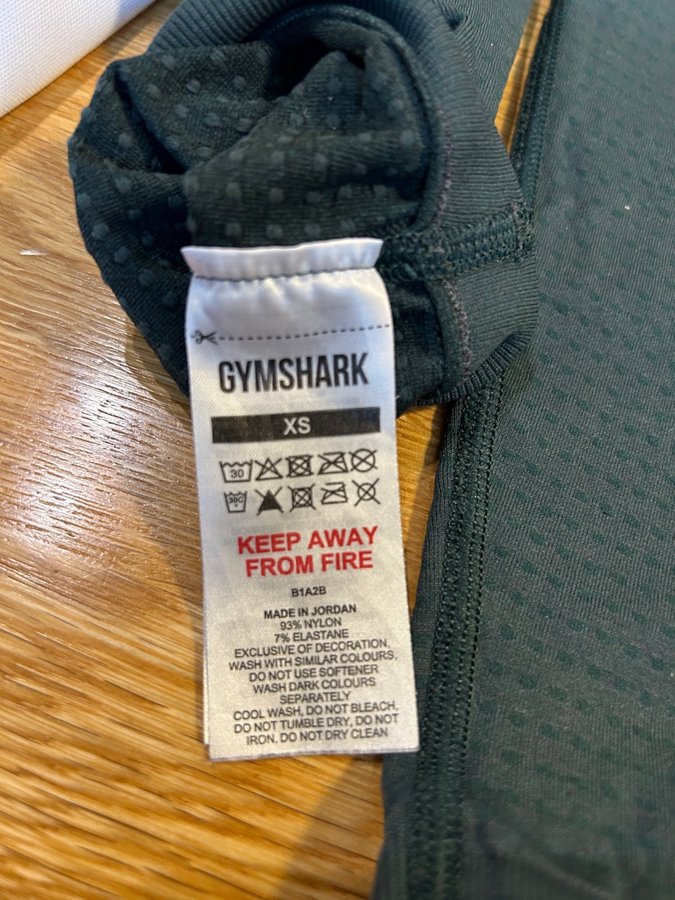 GYMSHARK
XS
30
30C
KEEP AWAY
FROM FIRE
B1A2B
MADE IN JORDAN
93% NYLON
7% ELASTANE
EXCLUSIVE OF DECORATION,
WASH WITH SIMILAR COLOURS,
DO NOT USE SOFTENER
WASH DARK COLOURS
SEPARATELY
COOL WASH, DO NOT BLEACH,
DO NOT TUMBLE DRY, DO NOT
IRON, DO NOT DRY CLEAN